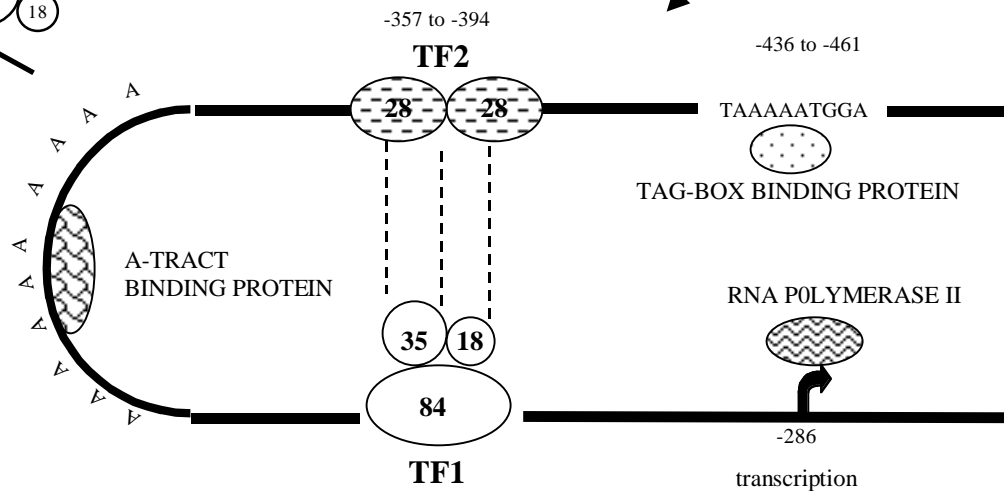 18
-357 to -394
TF2
-436 to -461
28 28
TAAAAATGGA
TAG-BOX BINDING PROTEIN
A
A
A
A
A
A
A
A
A
A
A-TRACT
BINDING PROTEIN
RNA P0LYMERASE II
35 18
84
-286
TF1
transcription